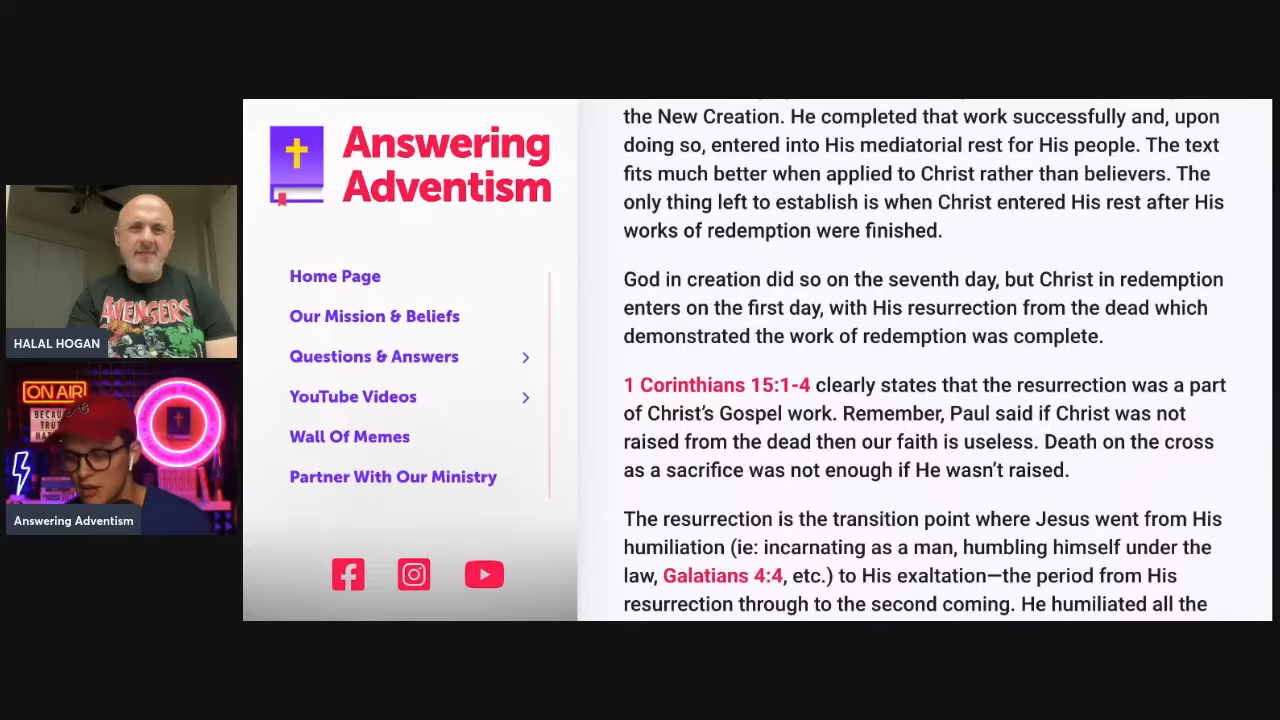 AVENGERS
HALAL HOGAN
ON AIR
BECAU
TRUT
MAT
Answering Adventism
Answering
Adventism
Home Page
Our Mission & Beliefs
Questions & Answers
YouTube Videos
Wall Of Memes
Partner With Our Ministry
the New Creation. He completed that work successfully and, upon
doing so, entered into His mediatorial rest for His people. The text
fits much better when applied to Christ rather than believers. The
only thing left to establish is when Christ entered His rest after His
works of redemption were finished.
God in creation did so on the seventh day, but Christ in redemption
enters on the first day, with His resurrection from the dead which
demonstrated the work of redemption was complete.
1 Corinthians 15:1-4 clearly states that the resurrection was a part
of Christ’s Gospel work. Remember, Paul said if Christ was not
raised from the dead then our faith is useless. Death on the cross
as a sacrifice was not enough if He wasn’t raised.
The resurrection is the transition point where Jesus went from His
humiliation (ie: incarnating as a man, humbling himself under the
law, Galatians 4:4, etc.) to His exaltation—the period from His
resurrection through to the second coming. He humiliated all the